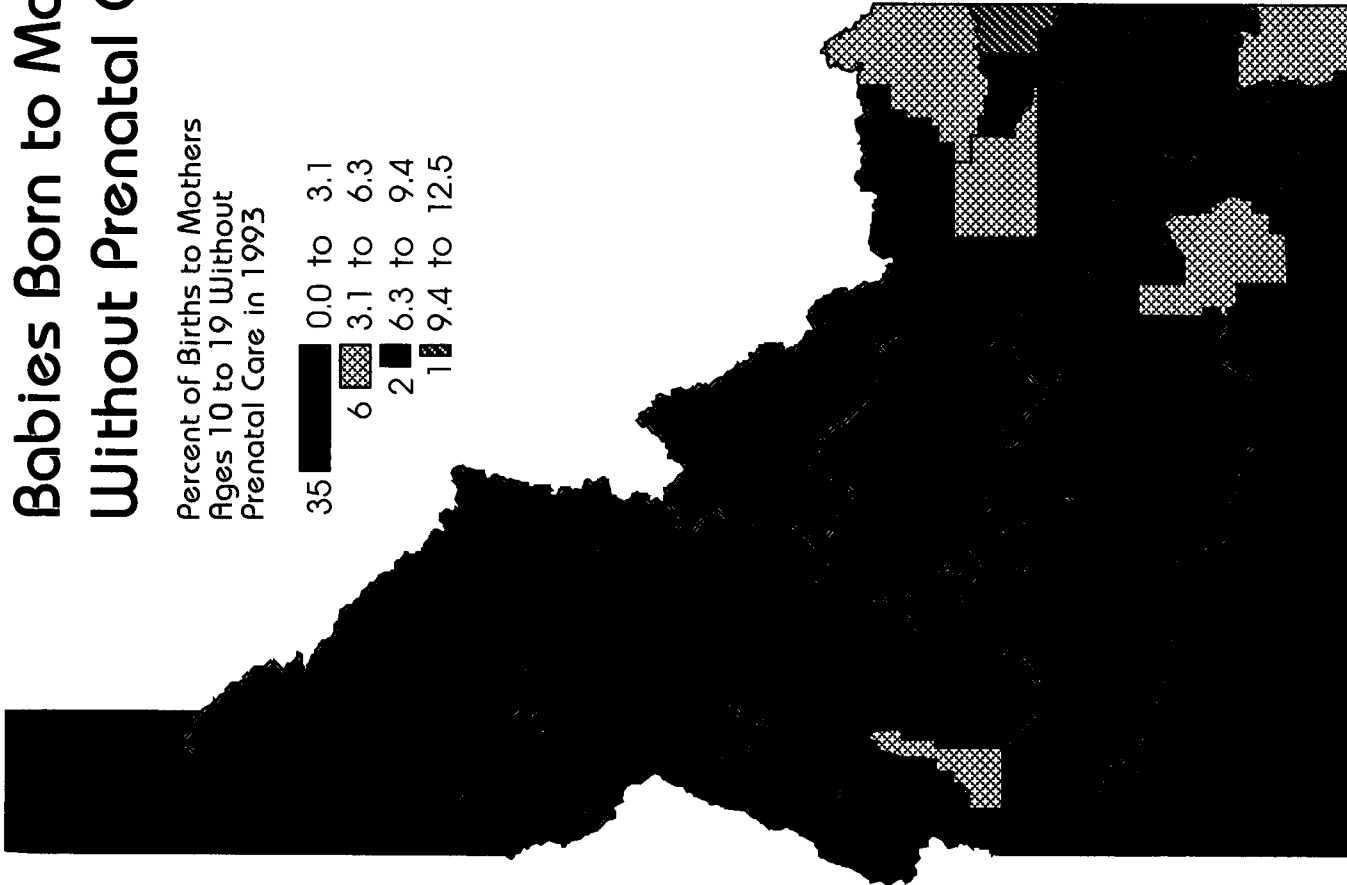 Babies Born to
Without Prenatal
Percent of Births to Mothers
Ages 10 to 19 Without
Prenatal Care in 1993
35 0.0 to 3.1
6 3.1 to 6.3
2 6.3 to 9.4
1 9.4 to 12.5